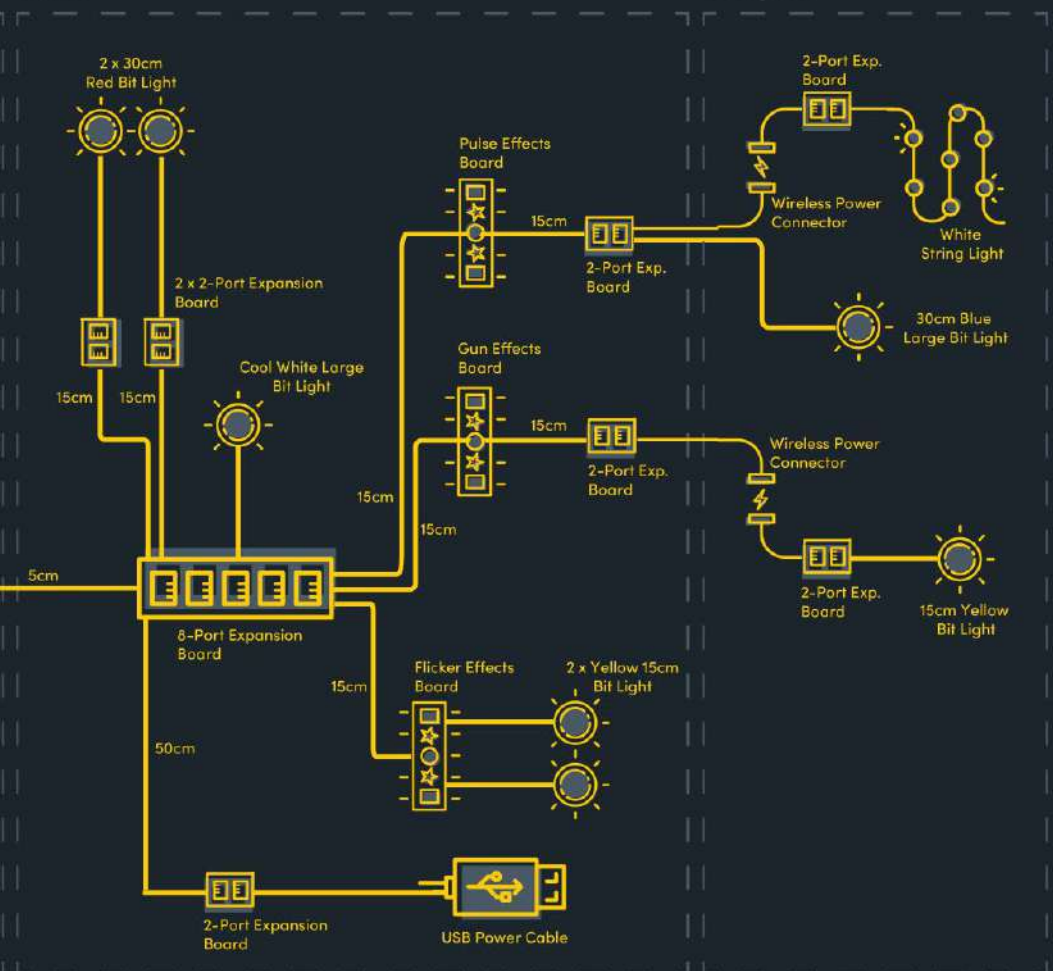 2 x 30cm
Red Bit Light
2-Port Exp.
Board
Pulse Effects
Board
15cm
Wireless Power
Connector
White
String Light
2-Port Exp.
Board
2 x 2-Port Expansion
Board
30cm Blue
Large Bit Light
Gun Effects
Board
Cool White Large
Bit Light
15cm
15cm
15cm
2-Port Exp.
Board
Wireless Power
Connector
15cm
15cm
5cm
2-Port Exp.
Board
15cm Yellow
Bit Light
8-Port Expansion
Board
Flicker Effects
Board
2 x Yellow 15cm
Bit Light
15cm
50cm
2-Port Expansion
Board
USB Power Cable